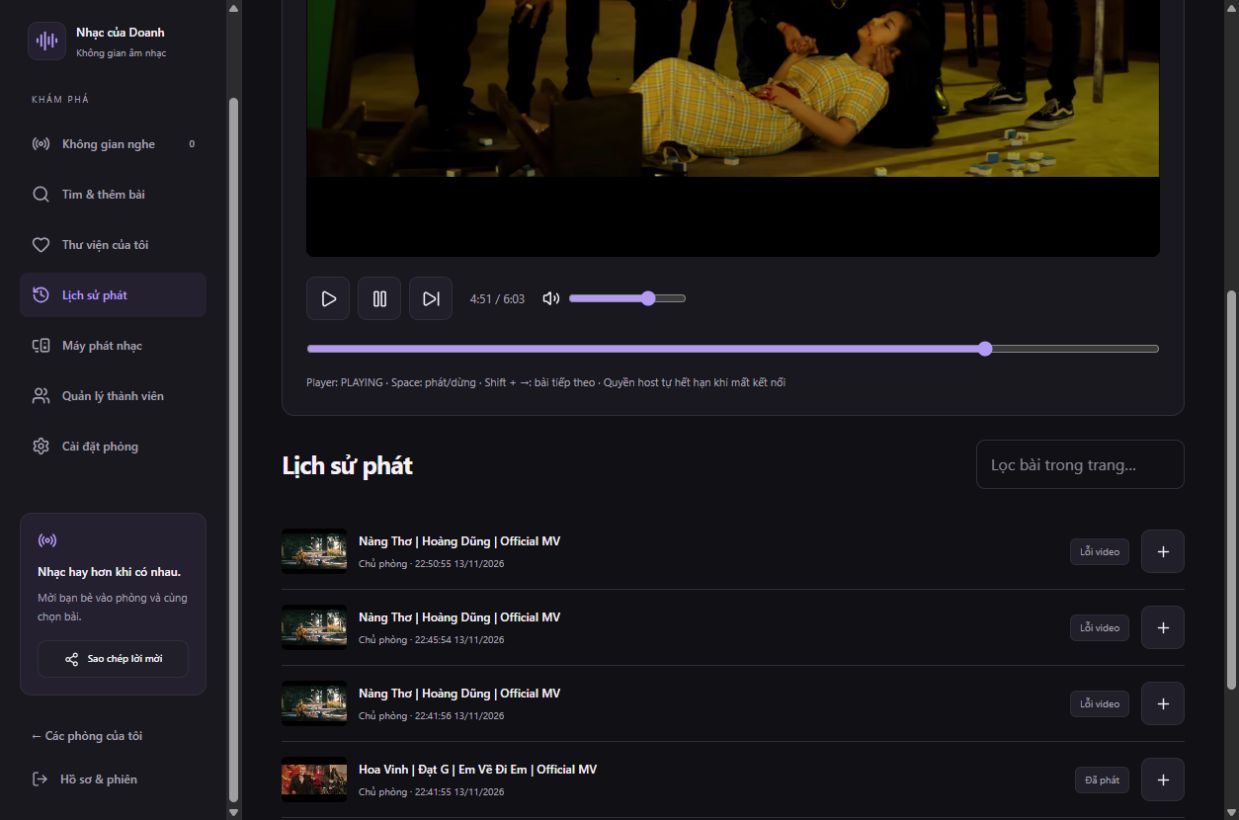 Nhạc của Doanh
Không gian âm nhạc
KHÁM PHÁ
Không gian nghe 0
Tìm & thêm bài
Thư viện của tôi
Lịch sử phát
Máy phát nhạc
Quản lý thành viên
Cài đặt phòng
Nhạc hay hơn khi có nhau.
Mời bạn bè vào phòng và cùng
chọn bài.
Sao chép lời mời
← Các phòng của tôi
Hồ sơ & phiên
4:51 / 6:03
Player: PLAYING · Space: phát/dừng · Shift + →: bài tiếp theo · Quyền host tự hết hạn khi mất kết nối
Lịch sử phát
Lọc bài trong trang...
Nàng Thơ | Hoàng Dũng | Official MV
Chủ phòng · 22:50:55 13/11/2026
Lỗi video
Nàng Thơ | Hoàng Dũng | Official MV
Chủ phòng · 22:45:54 13/11/2026
Lỗi video
Nàng Thơ | Hoàng Dũng | Official MV
Chủ phòng · 22:41:56 13/11/2026
Lỗi video
Hoa Vinh | Đạt G | Em Về Đi Em | Official MV
Chủ phòng · 22:41:55 13/11/2026
Đã phát